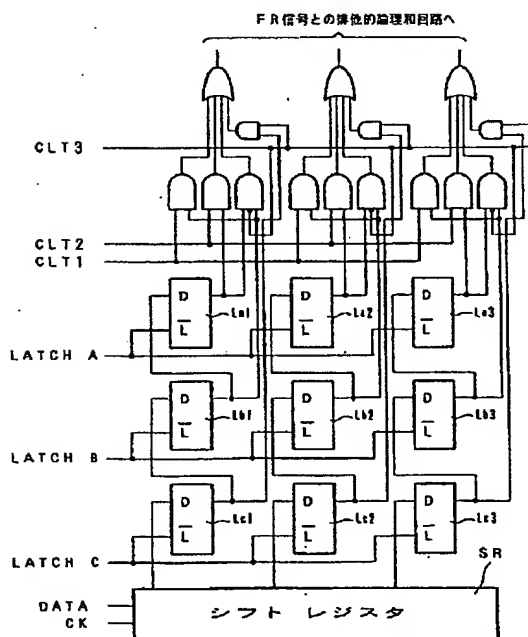 FR信号との排他的論理和回路へ
CLT3
CLT2
CLT1
D
L
La1
D
L
La2
D
L
La3
LATCH A
D
L
Lb1
D
L
Lb2
D
L
Lb3
LATCH B
D
L
Lc1
D
L
Lc2
D
L
Lc3
LATCH C
SR
DATA
CK
シフト レジスタ